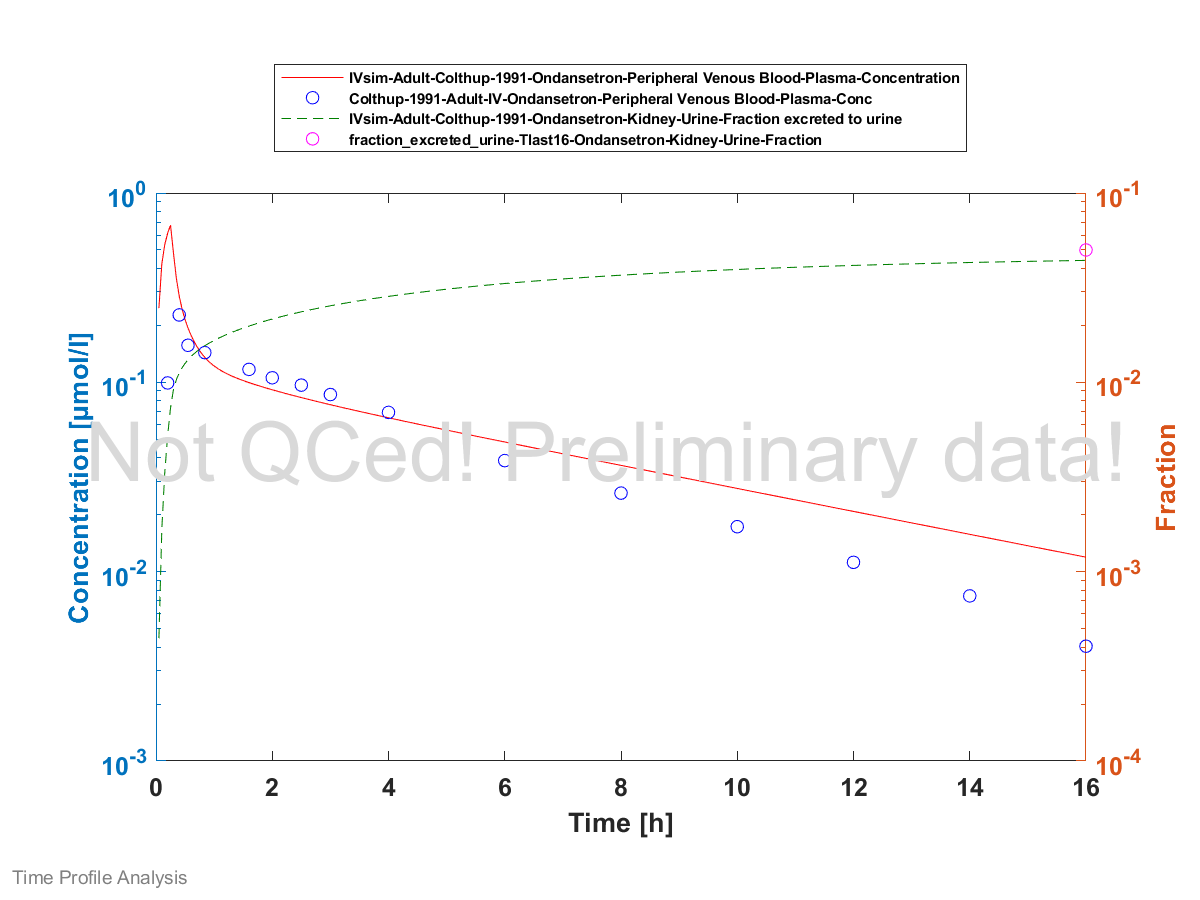 IVsim-Adult-Colthup-1991-Ondansetron-Peripheral Venous Blood-Plasma-Concentration
Colthup-1991-Adult-IV-Ondansetron-Peripheral Venous Blood-Plasma-Conc
IVsim-Adult-Colthup-1991-Ondansetron-Kidney-Urine-Fraction excreted to urine
fraction_excreted_urine-Tlast16-Ondansetron-Kidney-Urine-Fraction
10^0
10^-1
10^-2
10^-3
Concentration [µmol/l]
10^-1
10^-2
10^-3
10^-4
Fraction
Not QCed! Preliminary data!
0 2 4 6 8 10 12 14 16
Time [h]
Time Profile Analysis